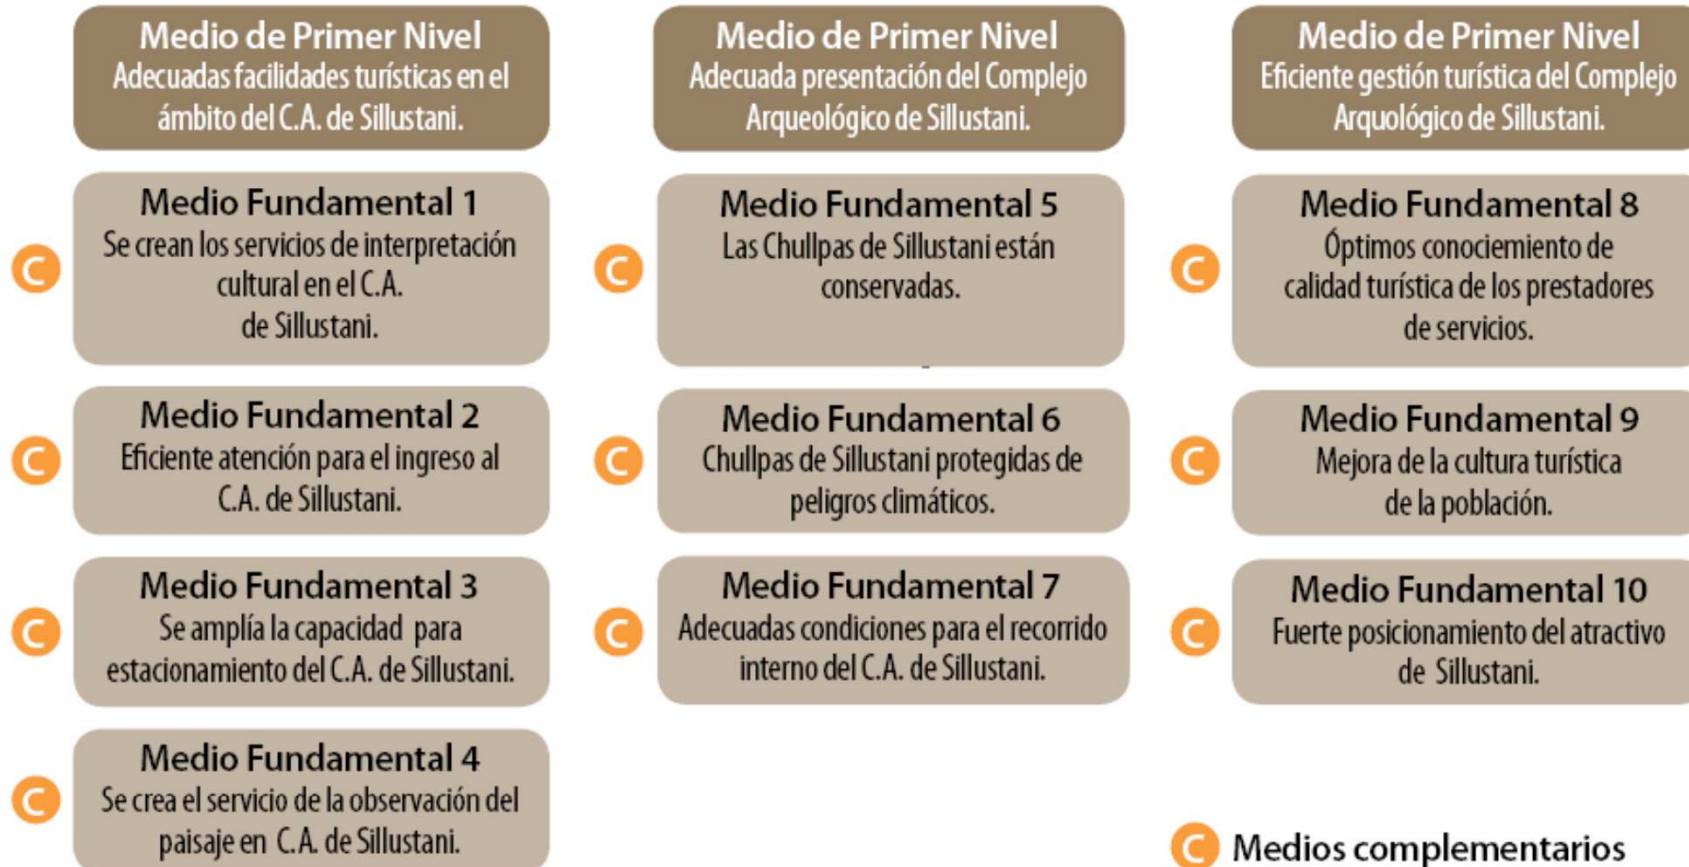 Medio de Primer Nivel
Adecuadas facilidades turísticas en el
ámbito del C.A. de Sillustani.
Medio Fundamental 1
Se crean los servicios de interpretación
cultural en el C.A.
de Sillustani.
C
Medio Fundamental 2
Eficiente atención para el ingreso al
C.A. de Sillustani.
C
Medio Fundamental 3
Se amplía la capacidad para
estacionamiento del C.A. de Sillustani.
C
Medio Fundamental 4
Se crea el servicio de la observación del
paisaje en C.A. de Sillustani.
C
Medio de Primer Nivel
Adecuada presentación del Complejo
Arqueológico de Sillustani.
Medio Fundamental 5
Las Chullpas de Sillustani están
conservadas.
C
Medio Fundamental 6
Chullpas de Sillustani protegidas de
peligros climáticos.
C
Medio Fundamental 7
Adecuadas condiciones para el recorrido
interno del C.A. de Sillustani.
C
Medio de Primer Nivel
Eficiente gestión turística del Complejo
Arquológico de Sillustani.
Medio Fundamental 8
Óptimos conociemiento de
calidad turística de los prestadores
de servicios.
C
Medio Fundamental 9
Mejora de la cultura turística
de la población.
C
Medio Fundamental 10
Fuerte posicionamiento del atractivo
de Sillustani.
C
C Medios complementarios